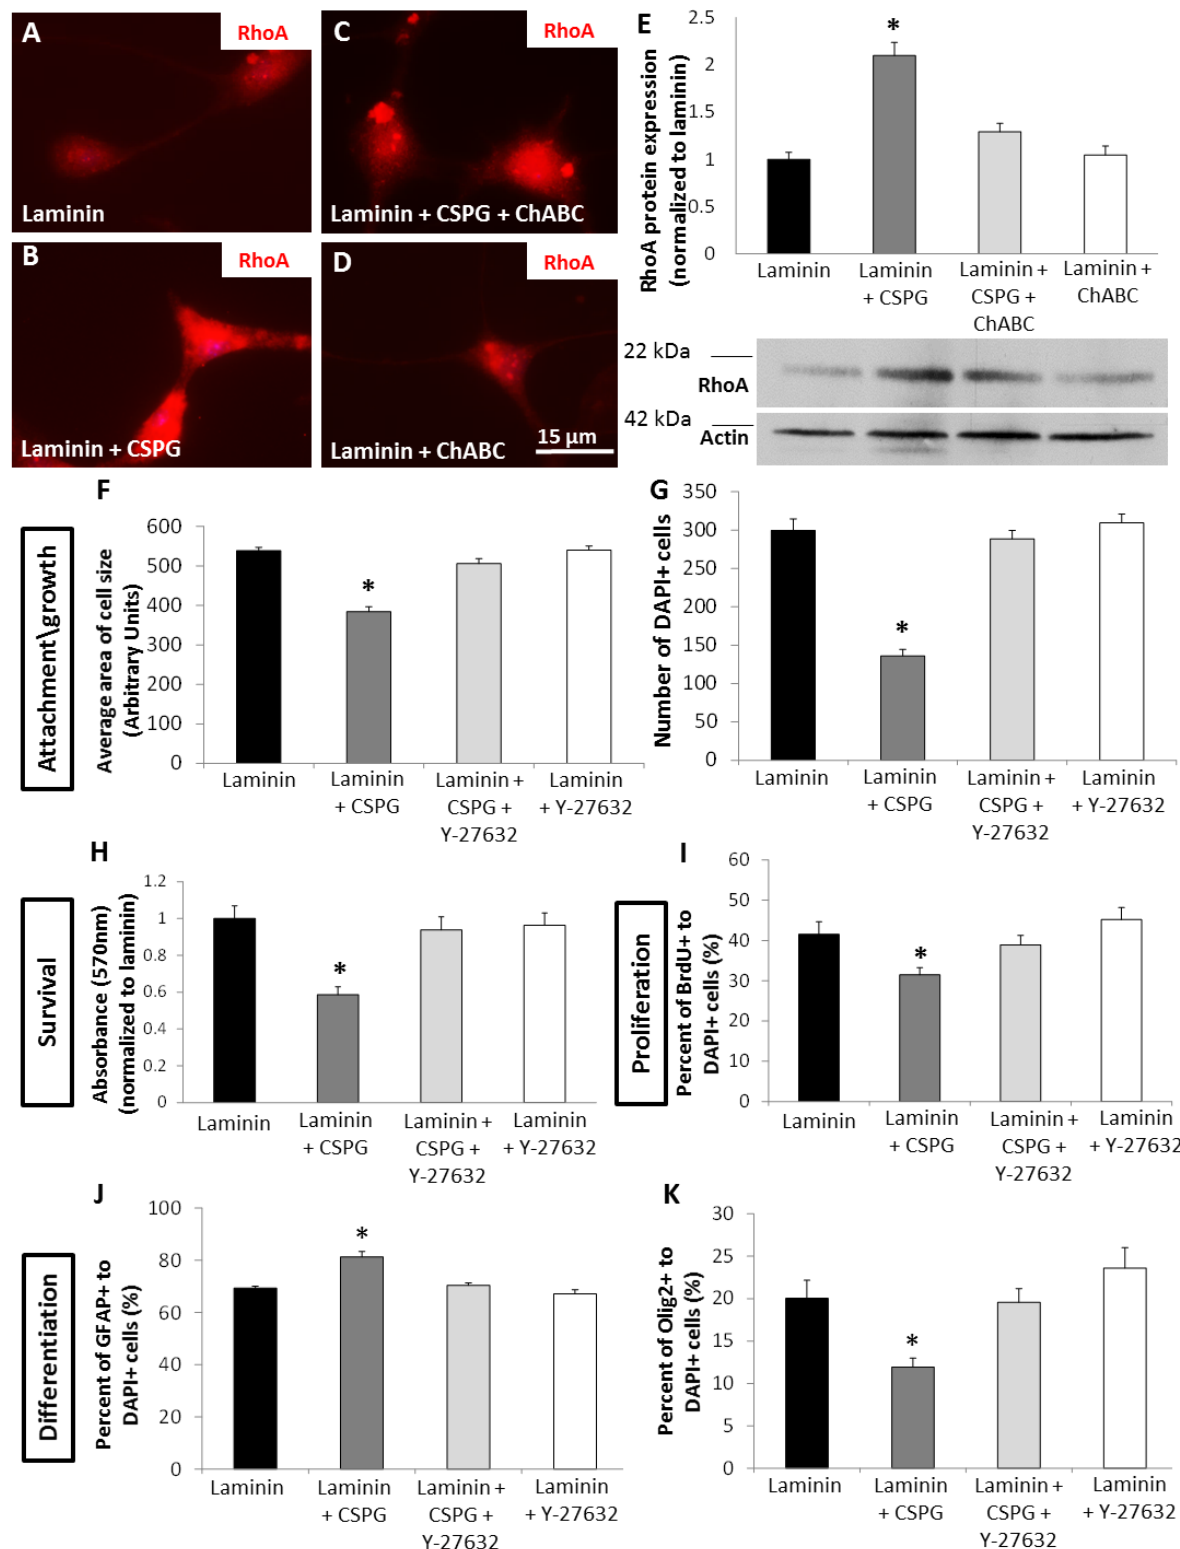 A
RhoA
Laminin
C
RhoA
Laminin + CSPG + ChABC
B
RhoA
Laminin + CSPG
D
RhoA
Laminin + ChABC
15 µm
E
RhoA protein expression
(normalized to laminin)
2.5
2
1.5
1
0.5
0
*
Laminin
Laminin
+ CSPG
Laminin +
CSPG +
ChABC
Laminin +
ChABC
22 kDa
RhoA
42 kDa
Actin
Attachment\growth
F
Average area of cell size
(Arbitrary Units)
600
500
400
300
200
100
0
*
Laminin
Laminin
+ CSPG
Laminin +
CSPG +
Y-27632
Laminin
+ Y-27632
G
Number of DAPI+ cells
350
300
250
200
150
100
50
0
*
Laminin
Laminin
+ CSPG
Laminin +
CSPG +
Y-27632
Laminin
+ Y-27632
Survival
H
Absorbance (570nm)
(normalized to laminin)
1.2
1
0.8
0.6
0.4
0.2
0
*
Laminin
Laminin
+ CSPG
Laminin +
CSPG +
Y-27632
Laminin
+ Y-27632
Proliferation
I
Percent of BrdU+ to
DAPI+ cells (%)
60
50
40
30
20
10
0
*
Laminin
Laminin
+ CSPG
Laminin +
CSPG +
Y-27632
Laminin
+ Y-27632
Differentiation
J
Percent of GFAP+ to
DAPI+ cells (%)
100
80
60
40
20
0
*
Laminin
Laminin
+ CSPG
Laminin +
CSPG +
Y-27632
Laminin
+ Y-27632
K
Percent of Olig2+ to
DAPI+ cells (%)
30
25
20
15
10
5
0
*
Laminin
Laminin
+ CSPG
Laminin +
CSPG +
Y-27632
Laminin
+ Y-27632